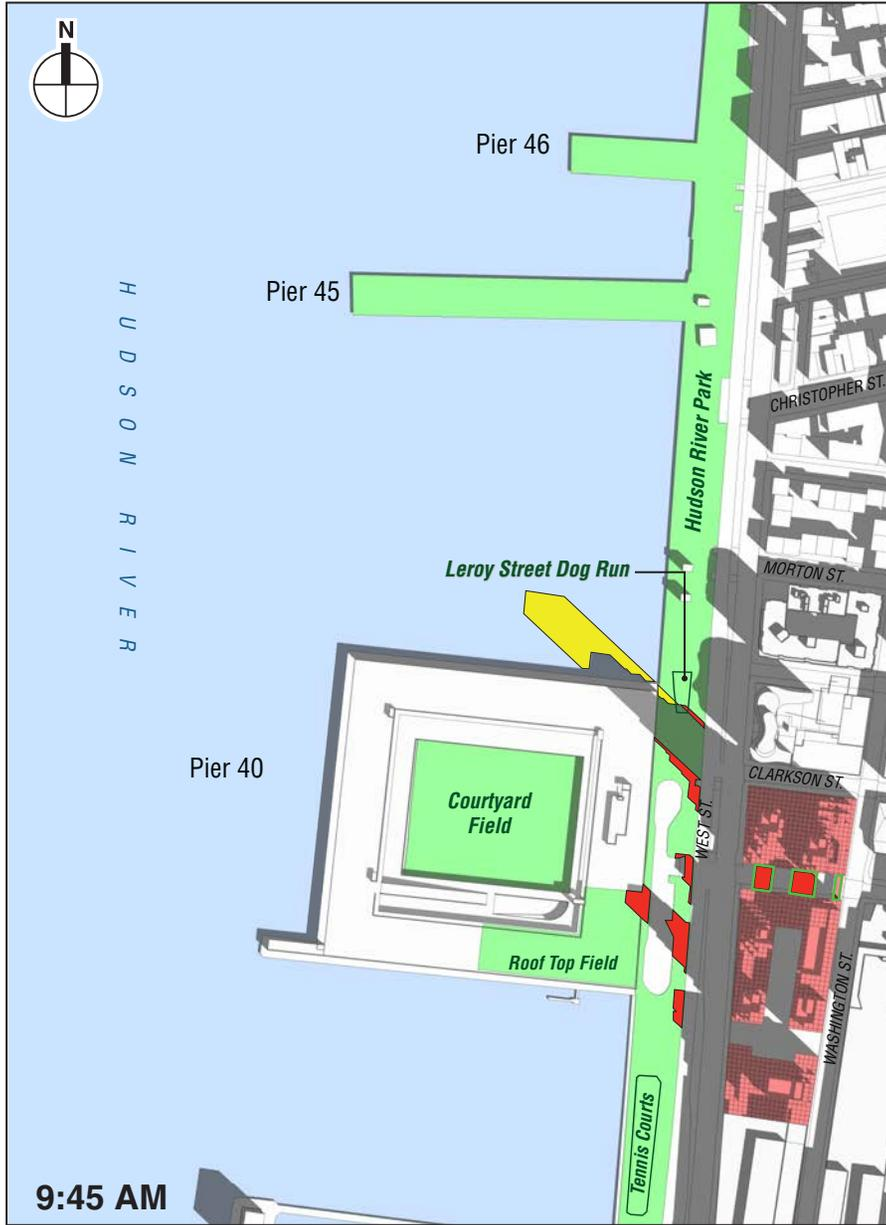 N
Pier 46
Pier 45
HUDSON RIVER
CHRISTOPHER ST.
Hudson River Park
Leroy Street Dog Run
MORTON ST.
Pier 40
CLARKSON ST.
Courtyard
Field
WEST ST.
Roof Top Field
WASHINGTON ST.
Tennis Courts
9:45 AM